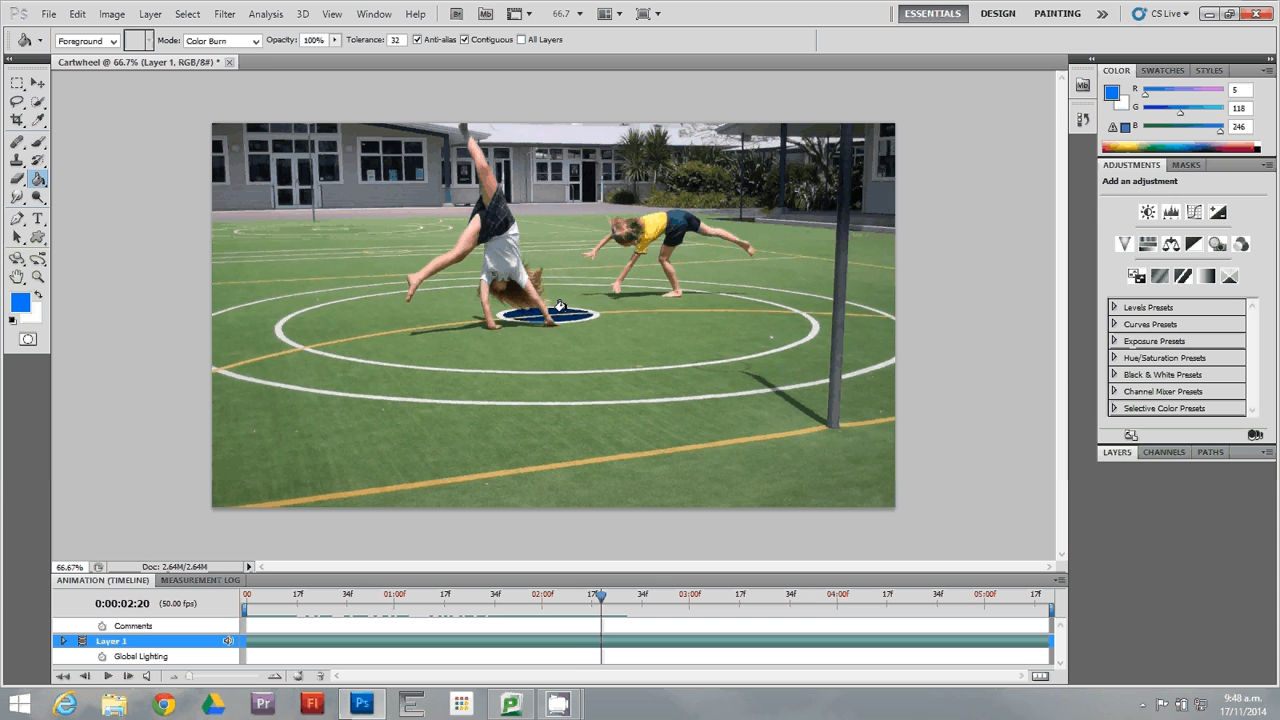 PS File Edit Image Layer Select Filter Analysis 3D View Window Help Br Mb 66.7 ESSENTIALS DESIGN PAINTING CS Live
Foreground Mode: Color Burn Opacity: 100% Tolerance: 32 Anti-alias Contiguous All Layers
Cartwheel @ 66.7% (Layer 1, RGB/8#) *
Mb
COLOR SWATCHES STYLES
R 5
G 118
B 246
ADJUSTMENTS MASKS
Add an adjustment
Levels Presets
Curves Presets
Exposure Presets
Hue/Saturation Presets
Black & White Presets
Channel Mixer Presets
Selective Color Presets
LAYERS CHANNELS PATHS
66.67% Doc: 2.64M/2.64M
ANIMATION (TIMELINE) MEASUREMENT LOG
0:00:02:20 (50.00 fps)
00 17f 34f 01:00f 17f 34f 02:00f 17f 34f 03:00f 17f 34f 04:00f 17f 34f 05:00f 17f
Comments
Layer 1
Global Lighting
Pr Fl Ps E P
9:48 a.m.
17/11/2014